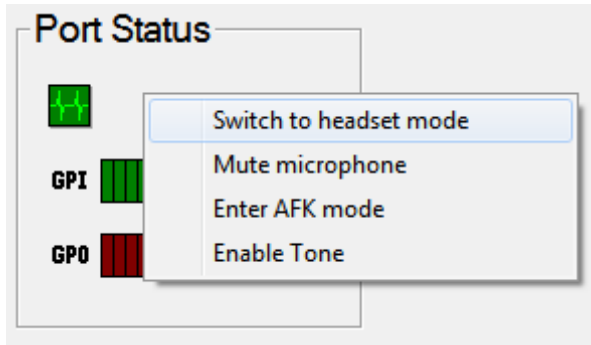 Port Status
Switch to headset mode
Mute microphone
GPI
Enter AFK mode
GPO
Enable Tone